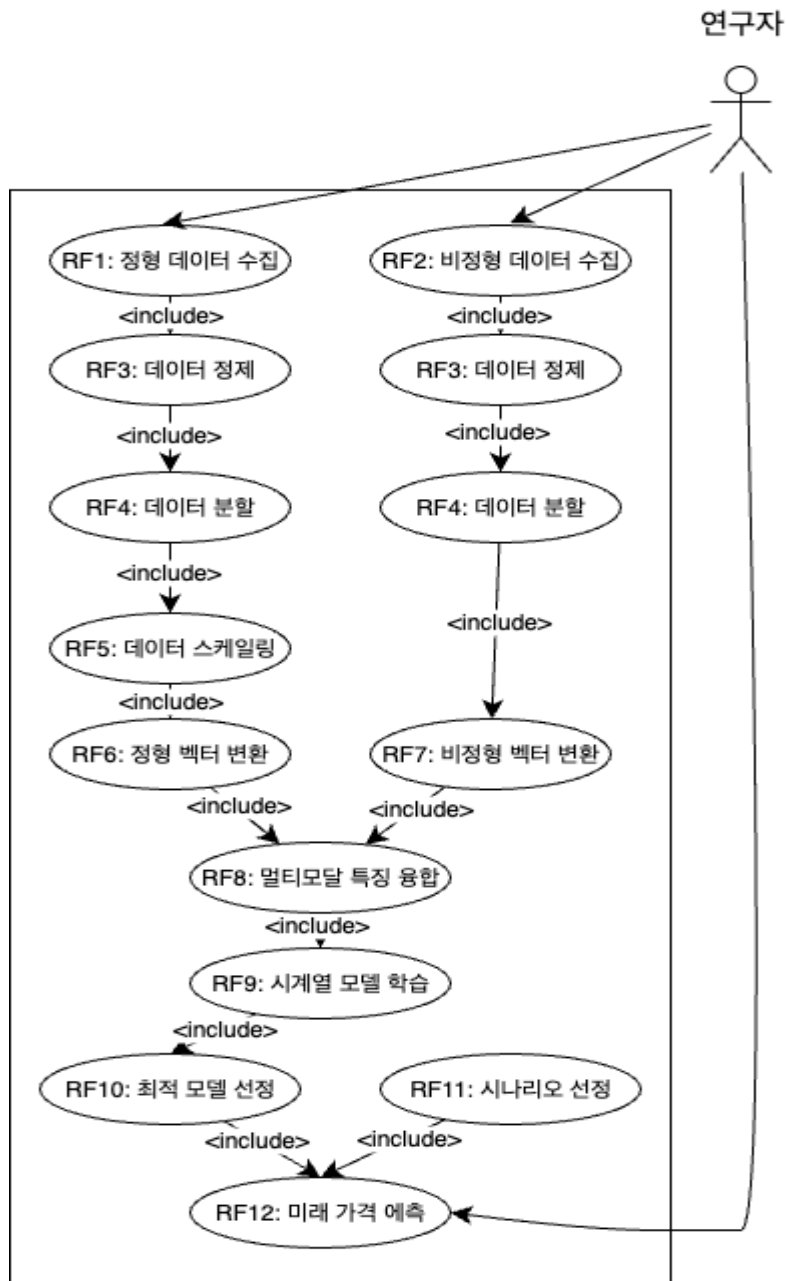 연구자
RF1: 정형 데이터 수집
RF2: 비정형 데이터 수집
<include>
<include>
RF3: 데이터 정제
RF3: 데이터 정제
<include>
<include>
RF4: 데이터 분할
RF4: 데이터 분할
<include>
<include>
RF5: 데이터 스케일링
<include>
RF6: 정형 벡터 변환
RF7: 비정형 벡터 변환
<include>
<include>
RF8: 멀티모달 특징 융합
<include>
RF9: 시계열 모델 학습
<include>
RF10: 최적 모델 선정
RF11: 시나리오 선정
<include>
<include>
RF12: 미래 가격 에측